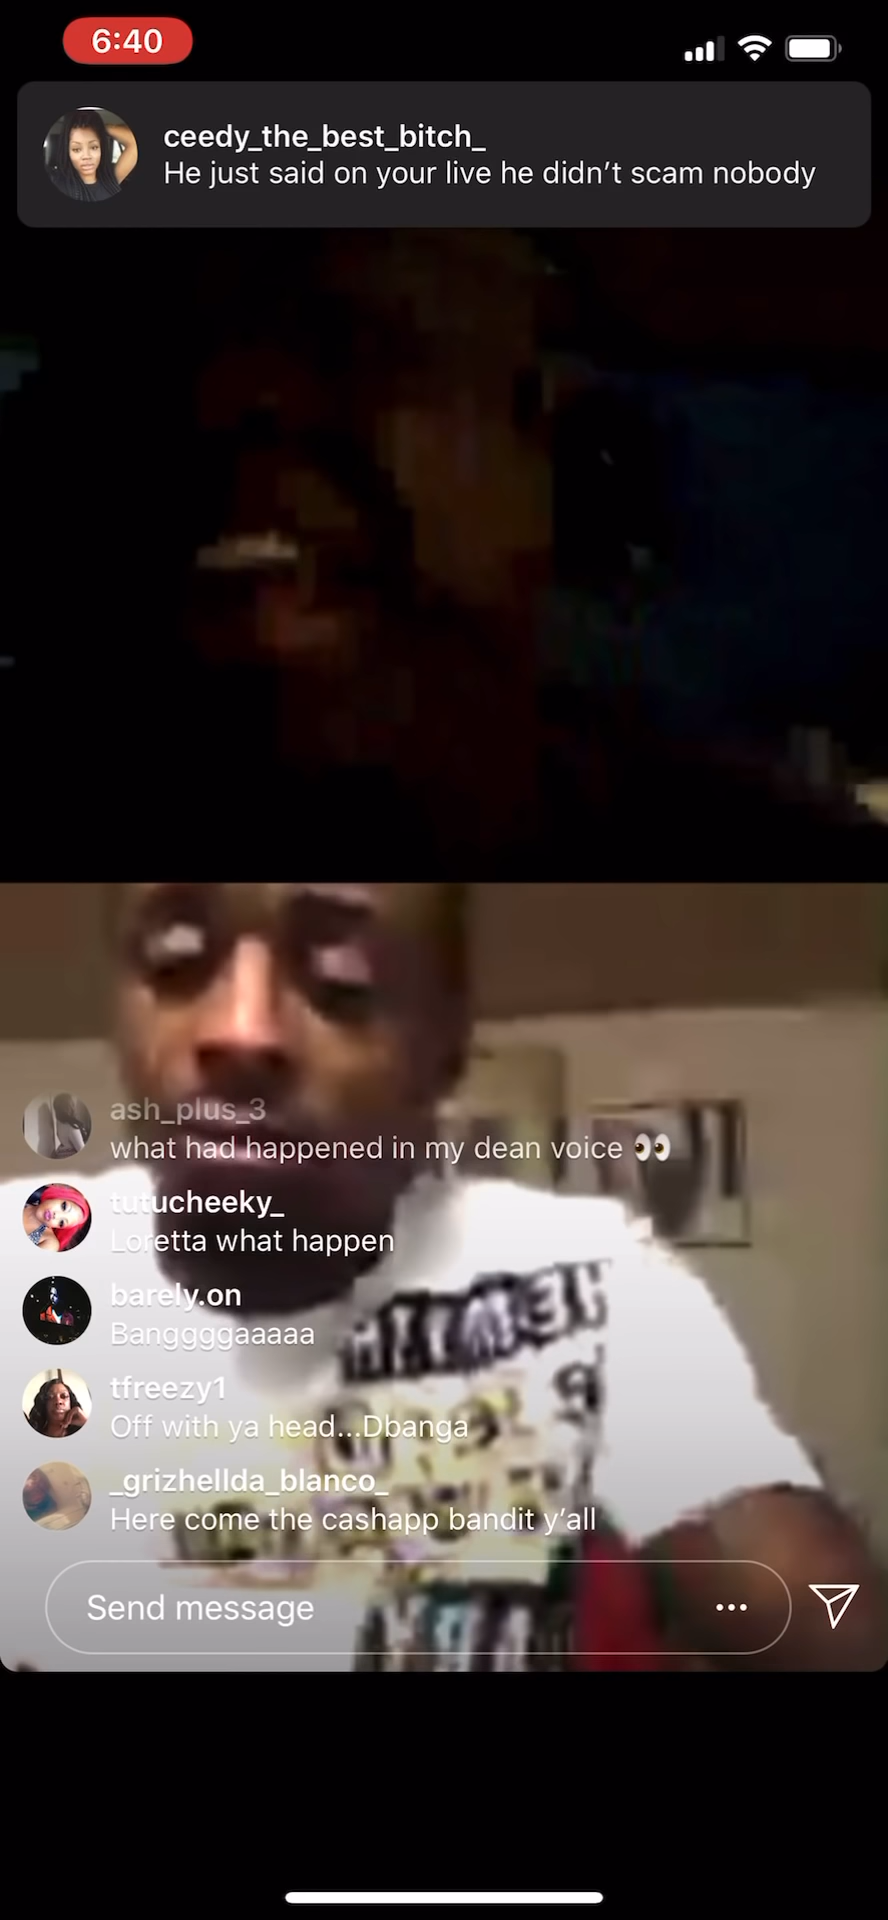 6:40
ceedy_the_best_bitch_
He just said on your live he didn’t scam nobody
ash_plus_3
what had happened in my dean voice 👀
tutucheeky_
Loretta what happen
barely.on
Banggggaaaaa
tfreezy1
Off with ya head...Dbanga
_grizhellda_blanco_
Here come the cashapp bandit y’all
Send message